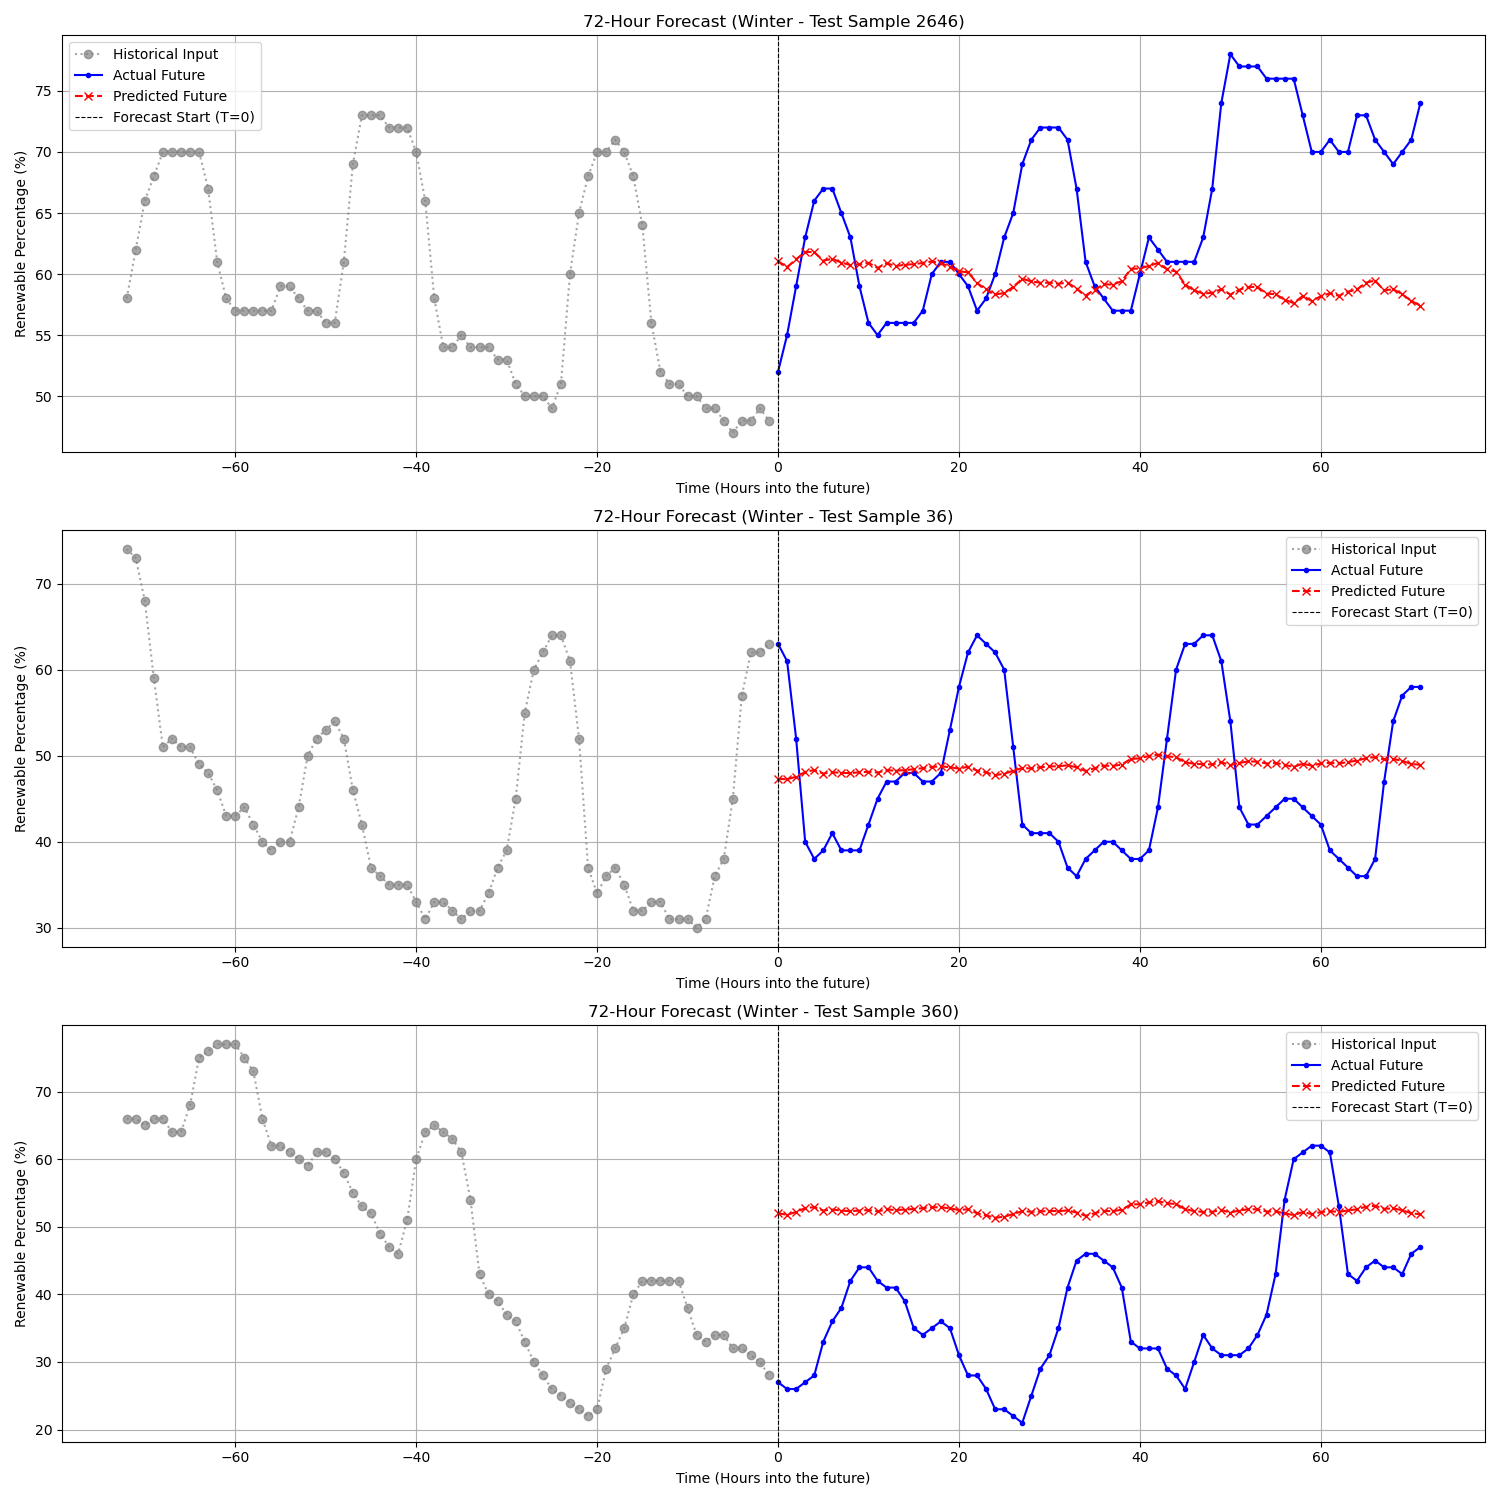 72-Hour Forecast (Winter - Test Sample 2646)
Historical Input
Actual Future
Predicted Future
Forecast Start (T=0)
Renewable Percentage (%)
75
70
65
60
55
50
−60 −40 −20 0 20 40 60
Time (Hours into the future)
72-Hour Forecast (Winter - Test Sample 36)
Historical Input
Actual Future
Predicted Future
Forecast Start (T=0)
Renewable Percentage (%)
70
60
50
40
30
−60 −40 −20 0 20 40 60
Time (Hours into the future)
72-Hour Forecast (Winter - Test Sample 360)
Historical Input
Actual Future
Predicted Future
Forecast Start (T=0)
Renewable Percentage (%)
70
60
50
40
30
20
−60 −40 −20 0 20 40 60
Time (Hours into the future)